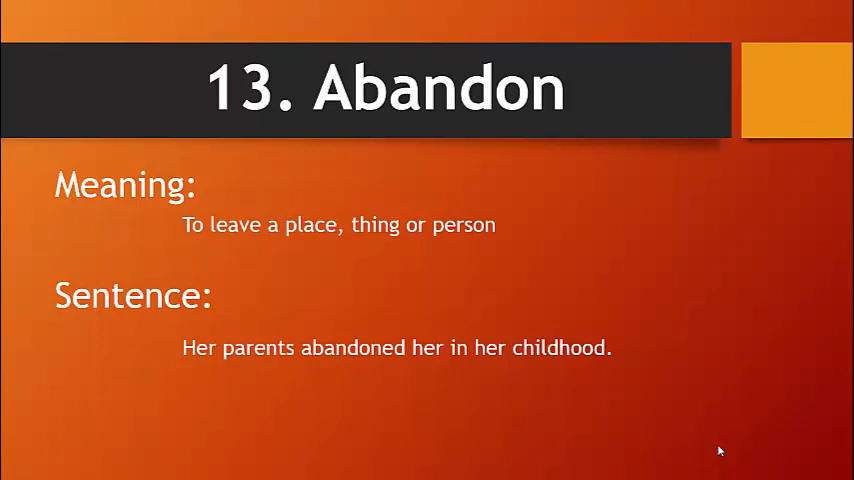 13. Abandon
Meaning:
To leave a place, thing or person
Sentence:
Her parents abandoned her in her childhood.